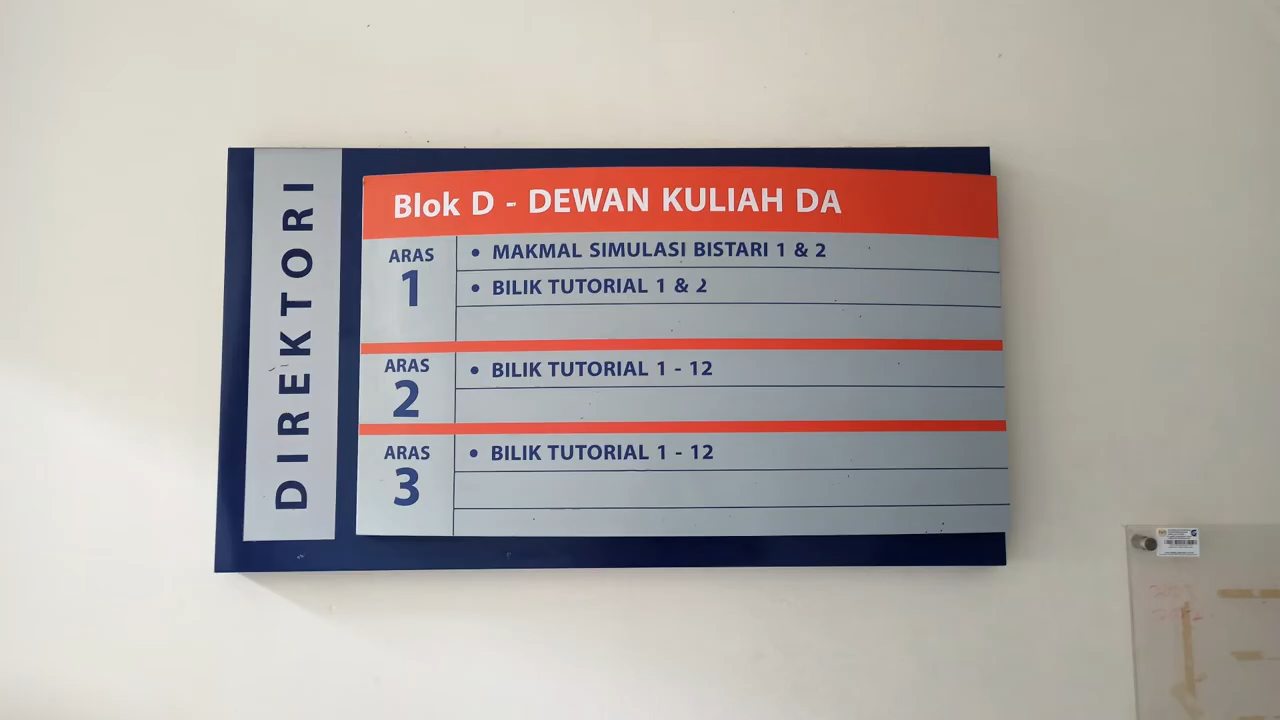 DIREKTORI
Blok D - DEWAN KULIAH DA
ARAS
1
• MAKMAL SIMULASI BISTARI 1 & 2
• BILIK TUTORIAL 1 & 2
ARAS
2
• BILIK TUTORIAL 1 - 12
ARAS
3
• BILIK TUTORIAL 1 - 12